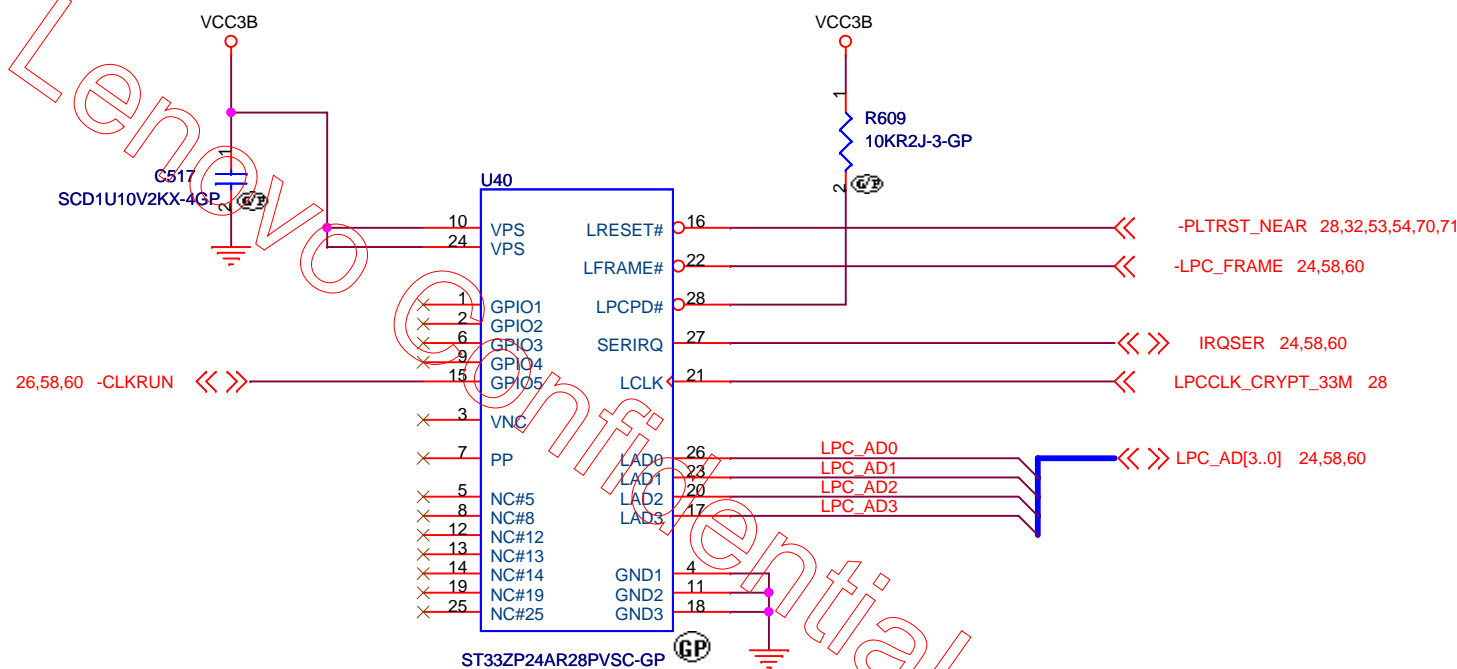 VCC3B
VCC3B
1
R609
10KR2J-3-GP
2
G/P
1
C517
SCD1U10V2KX-4GP
2
G/P
U40
10 VPS
24 VPS
1 GPIO1
2 GPIO2
6 GPIO3
9 GPIO4
26,58,60 -CLKRUN 15 GPIO5
3 VNC
7 PP
5 NC#5
8 NC#8
12 NC#12
13 NC#13
14 NC#14
19 NC#19
25 NC#25
LRESET# 16 -PLTRST_NEAR 28,32,53,54,70,71
LFRAME# 22 -LPC_FRAME 24,58,60
LPCPD# 28
SERIRQ 27 IRQSER 24,58,60
LCLK 21 LPCCLK_CRYPT_33M 28
LAD0 26 LPC_AD0 LPC_AD[3..0] 24,58,60
LAD1 23 LPC_AD1
LAD2 20 LPC_AD2
LAD3 17 LPC_AD3
GND1 4
GND2 11
GND3 18
ST33ZP24AR28PVSC-GP
GP
Lenovo Confidential